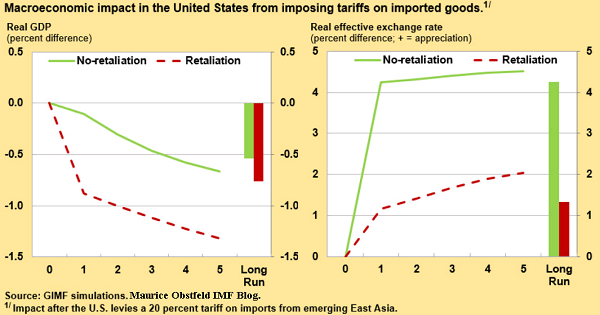 Macroeconomic impact in the United States from imposing tariffs on imported goods.1/
Real GDP
(percent difference)
No-retaliation Retaliation
0.5 0.5
0.0 0.0
-0.5 -0.5
-1.0 -1.0
-1.5 -1.5
0 1 2 3 4 5 Long
Run
Real effective exchange rate
(percent difference; + = appreciation)
No-retaliation Retaliation
5 5
4 4
3 3
2 2
1 1
0 0
0 1 2 3 4 5 Long
Run
Source: GIMF simulations. Maurice Obstfeld IMF Blog.
1/ Impact after the U.S. levies a 20 percent tariff on imports from emerging East Asia.